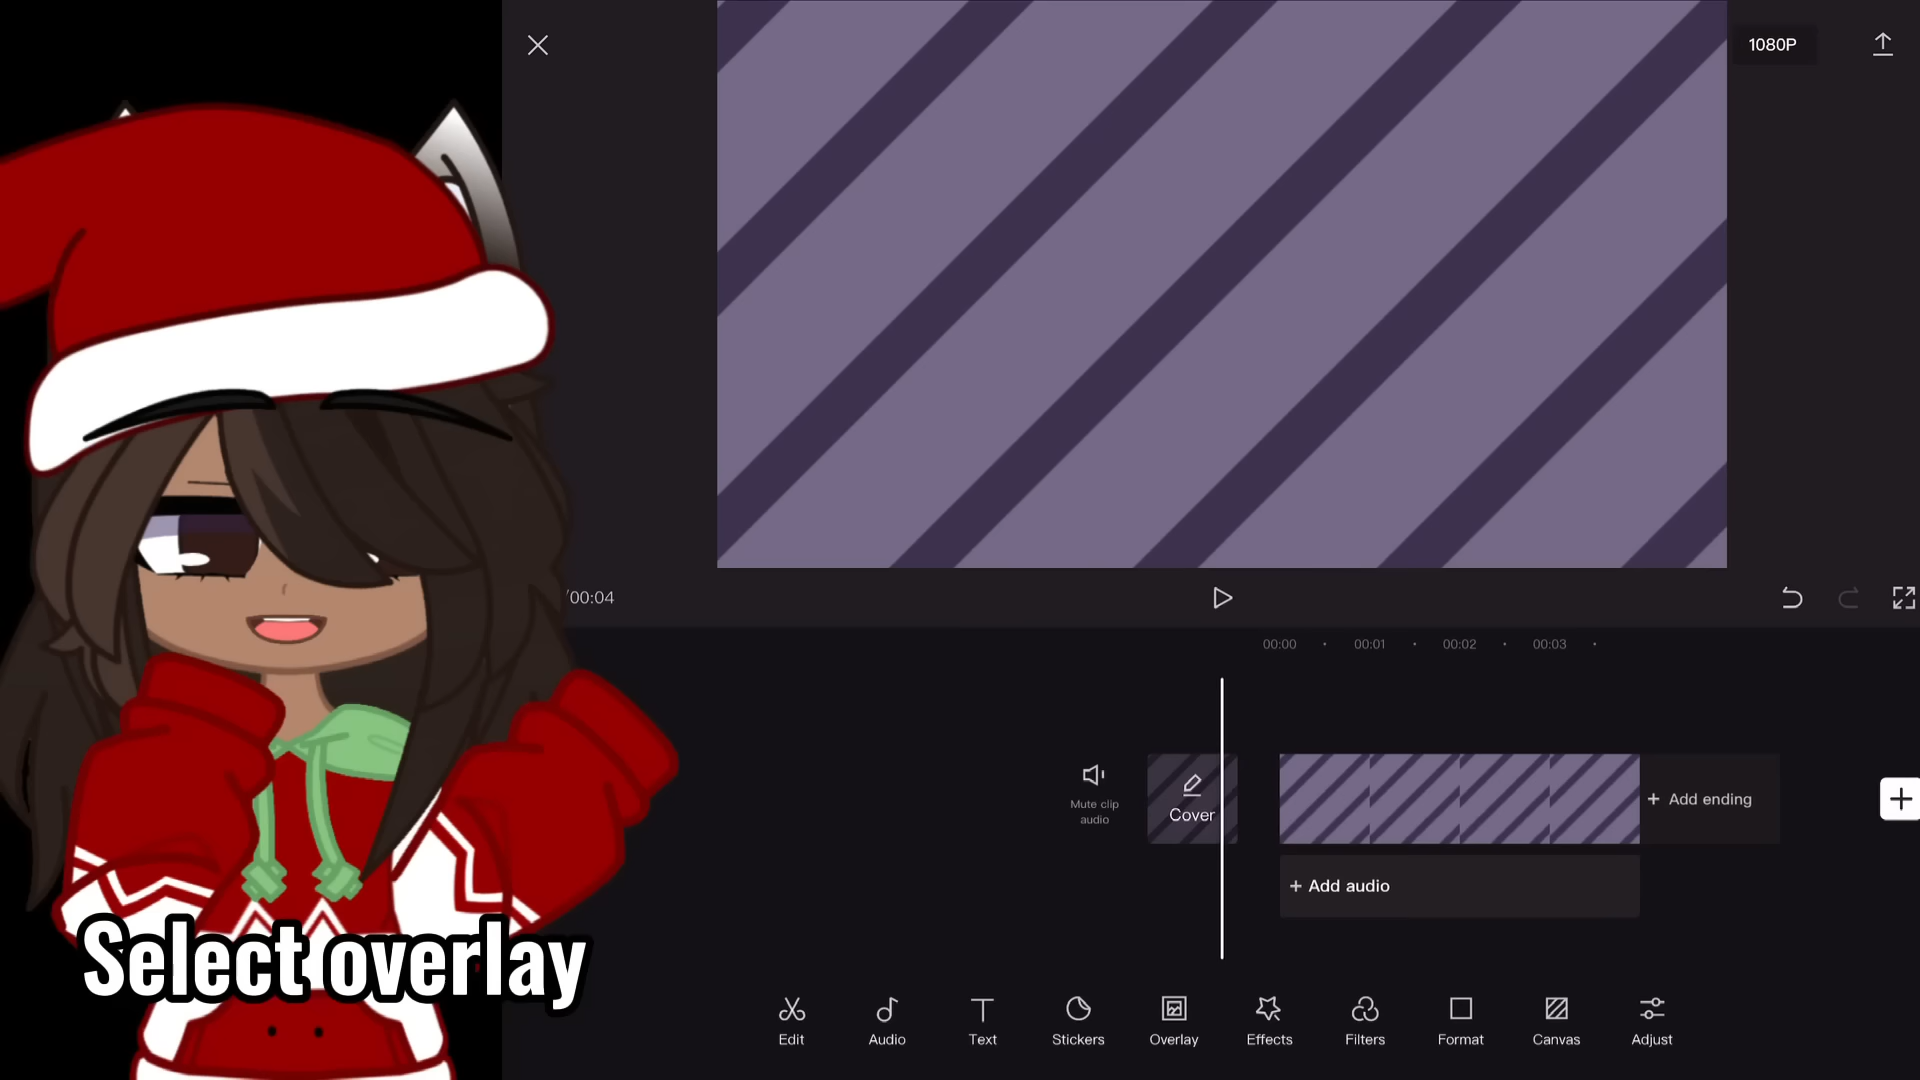 1080P
/00:04
00:00
00:01
00:02
00:03
Mute clip
audio
Cover
+ Add ending
+ Add audio
Select overlay
Edit
Audio
Text
Stickers
Overlay
Effects
Filters
Format
Canvas
Adjust